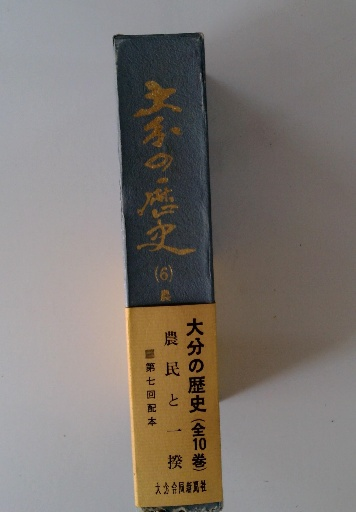 大分の歴史
(6)
大分の歴史(全10巻)
農民と一揆
第七回配本
大分合同新聞社